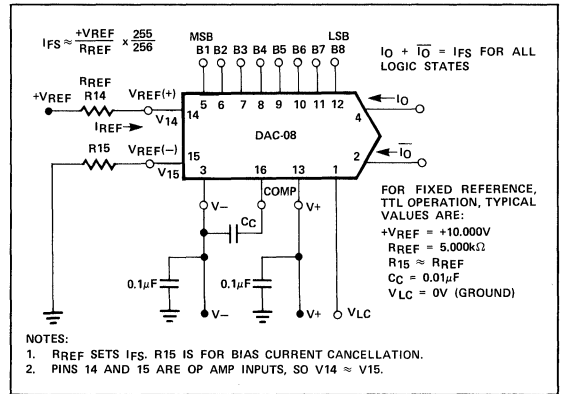 IFS ≈ +VREF / RREF x 255 / 256
MSB LSB
B1 B2 B3 B4 B5 B6 B7 B8
IO + IO̅ = IFS FOR ALL
LOGIC STATES
RREF
+VREF R14 VREF(+)
IREF→ V14
5 6 7 8 9 10 11 12
14
4
IO
DAC-08
R15 VREF(−)
V15
15
2
IO̅
3 16 13 1
COMP
V− CC V+
0.1μF 0.1μF
V− V+ VLC
FOR FIXED REFERENCE,
TTL OPERATION, TYPICAL
VALUES ARE:
+VREF = +10.000V
RREF = 5.000kΩ
R15 ≈ RREF
CC = 0.01μF
VLC = 0V (GROUND)
NOTES:
1. RREF SETS IFS. R15 IS FOR BIAS CURRENT CANCELLATION.
2. PINS 14 AND 15 ARE OP AMP INPUTS, SO V14 ≈ V15.